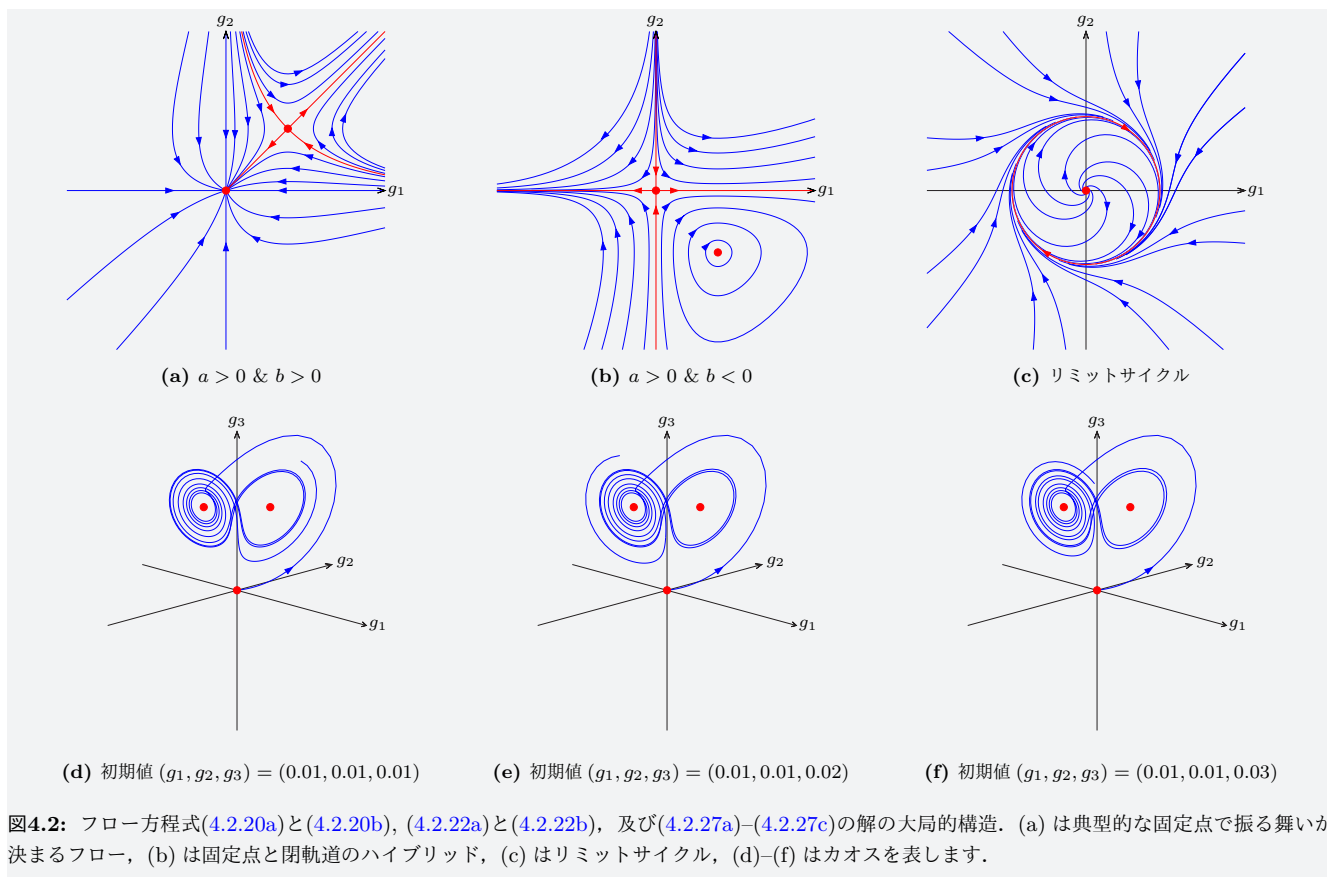 g₂ g₂ g₂
g₁ g₁ g₁
(a) a > 0 & b > 0 (b) a > 0 & b < 0 (c) リミットサイクル
g₃ g₃ g₃
g₂ g₂ g₂
g₁ g₁ g₁
(d) 初期値 (g₁, g₂, g₃) = (0.01, 0.01, 0.01) (e) 初期値 (g₁, g₂, g₃) = (0.01, 0.01, 0.02) (f) 初期値 (g₁, g₂, g₃) = (0.01, 0.01, 0.03)
図4.2: フロー方程式(4.2.20a)と(4.2.20b), (4.2.22a)と(4.2.22b), 及び(4.2.27a)–(4.2.27c)の解の大局的構造. (a) は典型的な固定点で振る舞いが
決まるフロー, (b) は固定点と閉軌道のハイブリッド, (c) はリミットサイクル, (d)–(f) はカオスを表します.